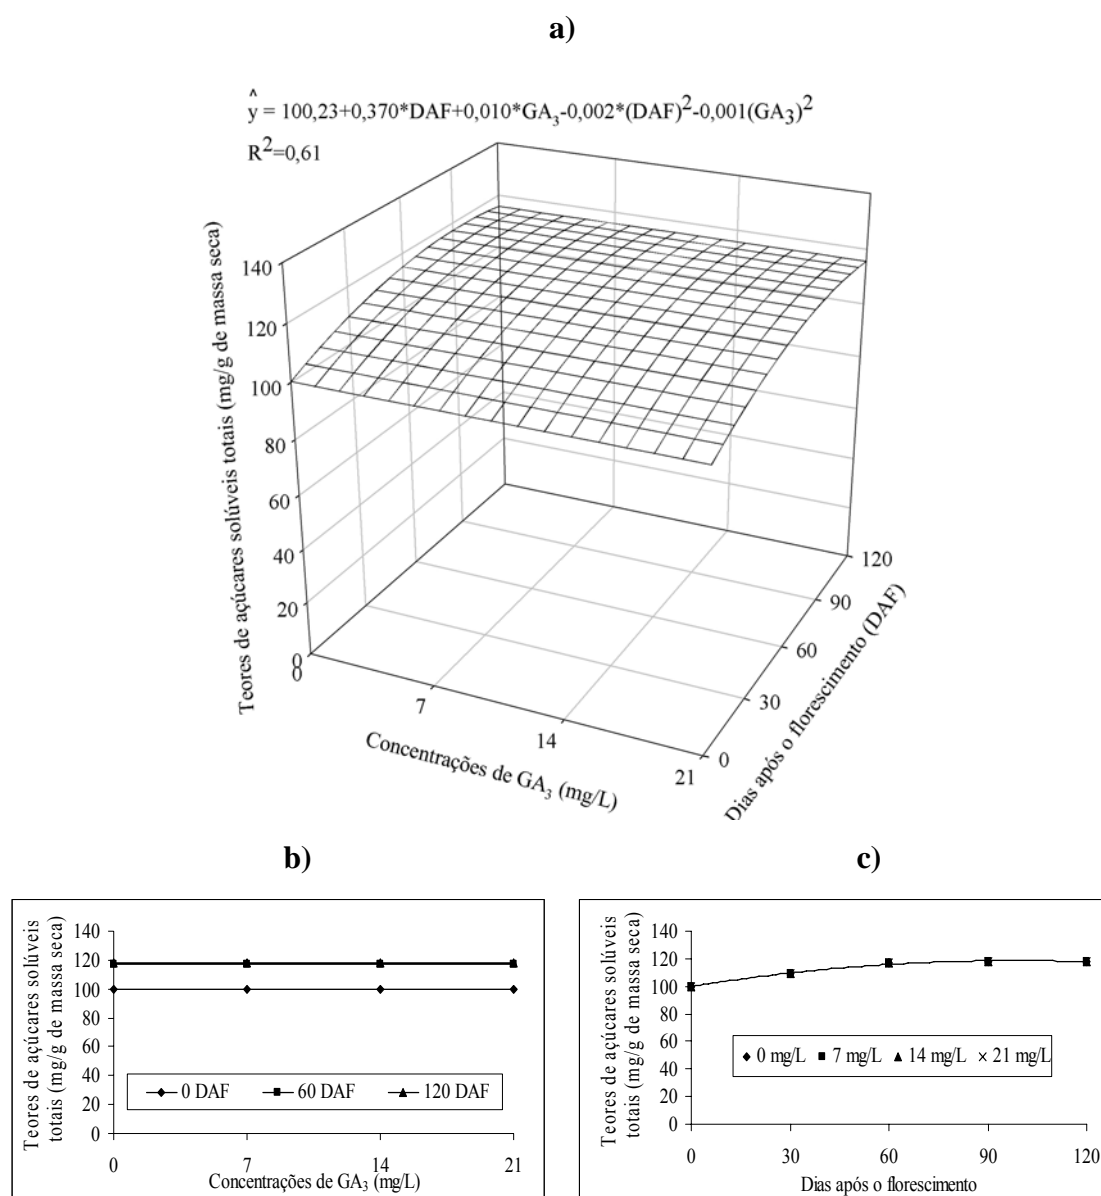 a)
ŷ = 100,23+0,370*DAF+0,010*GA₃-0,002*(DAF)²-0,001(GA₃)²
R²=0,61
Teores de açúcares solúveis totais (mg/g de massa seca)
140
120
100
80
60
40
20
0
0
7
14
21
Concentrações de GA₃ (mg/L)
0
30
60
90
120
Dias após o florescimento (DAF)
b)
Teores de açúcares solúveis
totais (mg/g de massa seca)
140
120
100
80
60
40
20
0
0 DAF 60 DAF 120 DAF
0 7 14 21
Concentrações de GA₃ (mg/L)
c)
Teores de açúcares solúveis
totais (mg/g de massa seca)
140
120
100
80
60
40
20
0
0 mg/L 7 mg/L 14 mg/L 21 mg/L
0 30 60 90 120
Dias após o florescimento